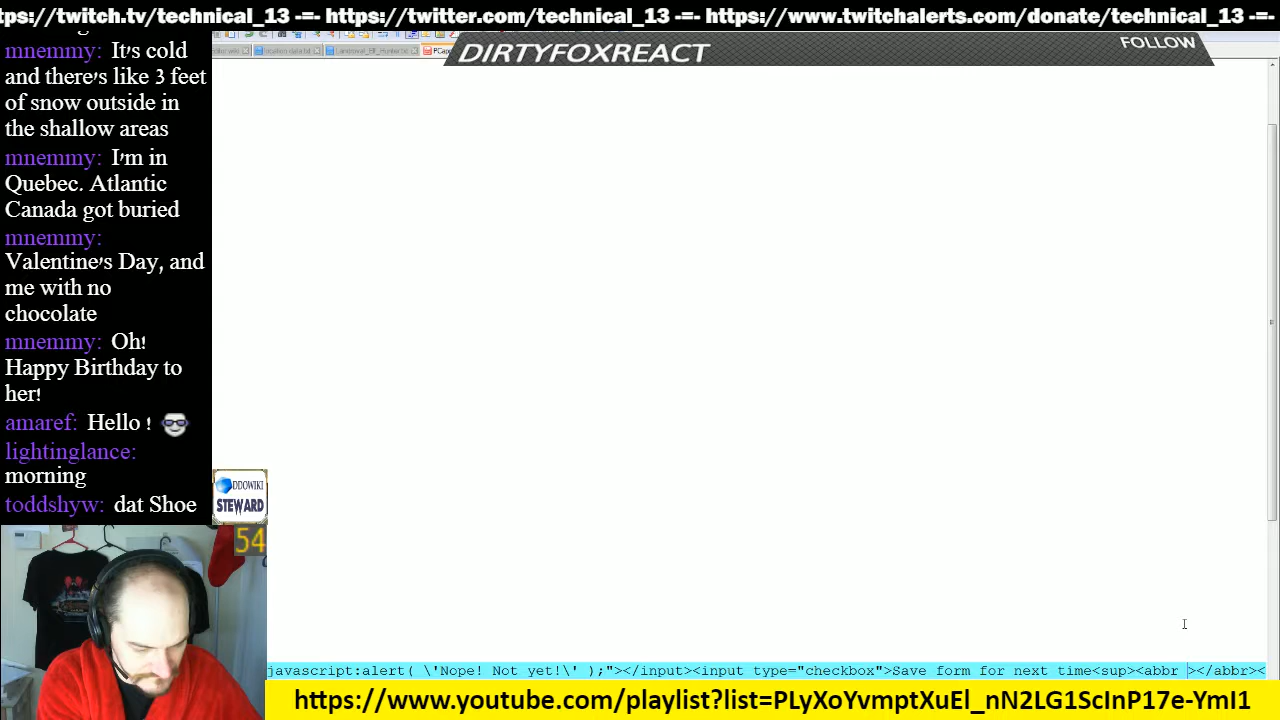 ttps://twitch.tv/technical_13 -=- https://twitter.com/technical_13 -=- https://www.twitchalerts.com/donate/technical_13 -=-
DIRTYFOXREACT
FOLLOW
mnemmy: It's cold
and there's like 3 feet
of snow outside in
the shallow areas
mnemmy: I'm in
Quebec. Atlantic
Canada got buried
mnemmy:
Valentine's Day, and
me with no
chocolate
mnemmy: Oh!
Happy Birthday to
her!
amaref: Hello !
lightinglance:
morning
toddshyw: dat Shoe
DDOWIKI
STEWARD
54
javascript:alert( \'Nope! Not yet!\' );"></input><input type="checkbox">Save form for next time<sup><abbr ></abbr><
https://www.youtube.com/playlist?list=PLyXoYvmptXuEl_nN2LG1ScInP17e-YmI1